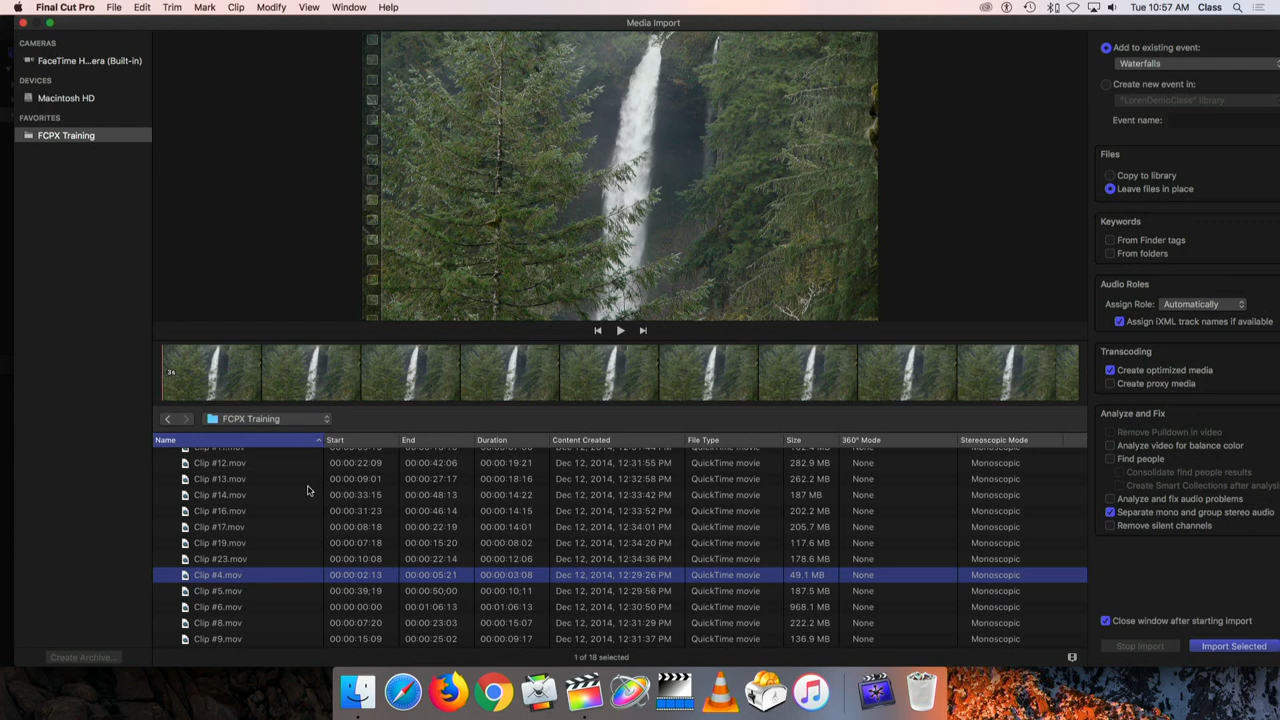 Final Cut Pro File Edit Trim Mark Clip Modify View Window Help Tue 10:57 AM Class
Media Import
CAMERAS
FaceTime H...era (Built-in)
DEVICES
Macintosh HD
FAVORITES
FCPX Training
Add to existing event:
Waterfalls
Create new event in:
"LorenDemoClass" library
Event name:
Files
Copy to library
Leave files in place
Keywords
From Finder tags
From folders
Audio Roles
Assign Role: Automatically
Assign iXML track names if available
Transcoding
Create optimized media
Create proxy media
Analyze and Fix
Remove Pulldown in video
Analyze video for balance color
Find people
Consolidate find people results
Create Smart Collections after analysis
Analyze and fix audio problems
Separate mono and group stereo audio
Remove silent channels
Close window after starting import
Stop Import Import Selected
3s
FCPX Training
Name Start End Duration Content Created File Type Size 360° Mode Stereoscopic Mode
Clip #12.mov 00:00:22:09 00:00:42:06 00:00:19:21 Dec 12, 2014, 12:31:55 PM QuickTime movie 282.9 MB None Monoscopic
Clip #13.mov 00:00:09:01 00:00:27:17 00:00:18:16 Dec 12, 2014, 12:32:58 PM QuickTime movie 262.2 MB None Monoscopic
Clip #14.mov 00:00:33:15 00:00:48:13 00:00:14:22 Dec 12, 2014, 12:33:42 PM QuickTime movie 187 MB None Monoscopic
Clip #16.mov 00:00:31:23 00:00:46:14 00:00:14:15 Dec 12, 2014, 12:33:52 PM QuickTime movie 205.9 MB None Monoscopic
Clip #17.mov 00:00:08:18 00:00:22:19 00:00:14:01 Dec 12, 2014, 12:34:01 PM QuickTime movie 205.7 MB None Monoscopic
Clip #19.mov 00:00:07:18 00:00:15:20 00:00:08:02 Dec 12, 2014, 12:34:20 PM QuickTime movie 117.6 MB None Monoscopic
Clip #23.mov 00:00:10:08 00:00:22:14 00:00:12:06 Dec 12, 2014, 12:34:36 PM QuickTime movie 178.6 MB None Monoscopic
Clip #4.mov 00:00:02:13 00:00:05:21 00:00:03:08 Dec 12, 2014, 12:29:26 PM QuickTime movie 49.1 MB None Monoscopic
Clip #5.mov 00:00:39;19 00:00:50;00 00:00:10;11 Dec 12, 2014, 12:29:56 PM QuickTime movie 187.5 MB None Monoscopic
Clip #6.mov 00:00:00:00 00:01:06:13 00:01:06:13 Dec 12, 2014, 12:30:50 PM QuickTime movie 968.1 MB None Monoscopic
Clip #8.mov 00:00:07:20 00:00:23:03 00:00:15:07 Dec 12, 2014, 12:31:29 PM QuickTime movie 222.2 MB None Monoscopic
Clip #9.mov 00:00:15:09 00:00:25:02 00:00:09:17 Dec 12, 2014, 12:31:37 PM QuickTime movie 136.9 MB None Monoscopic
Create Archive... 1 of 18 selected